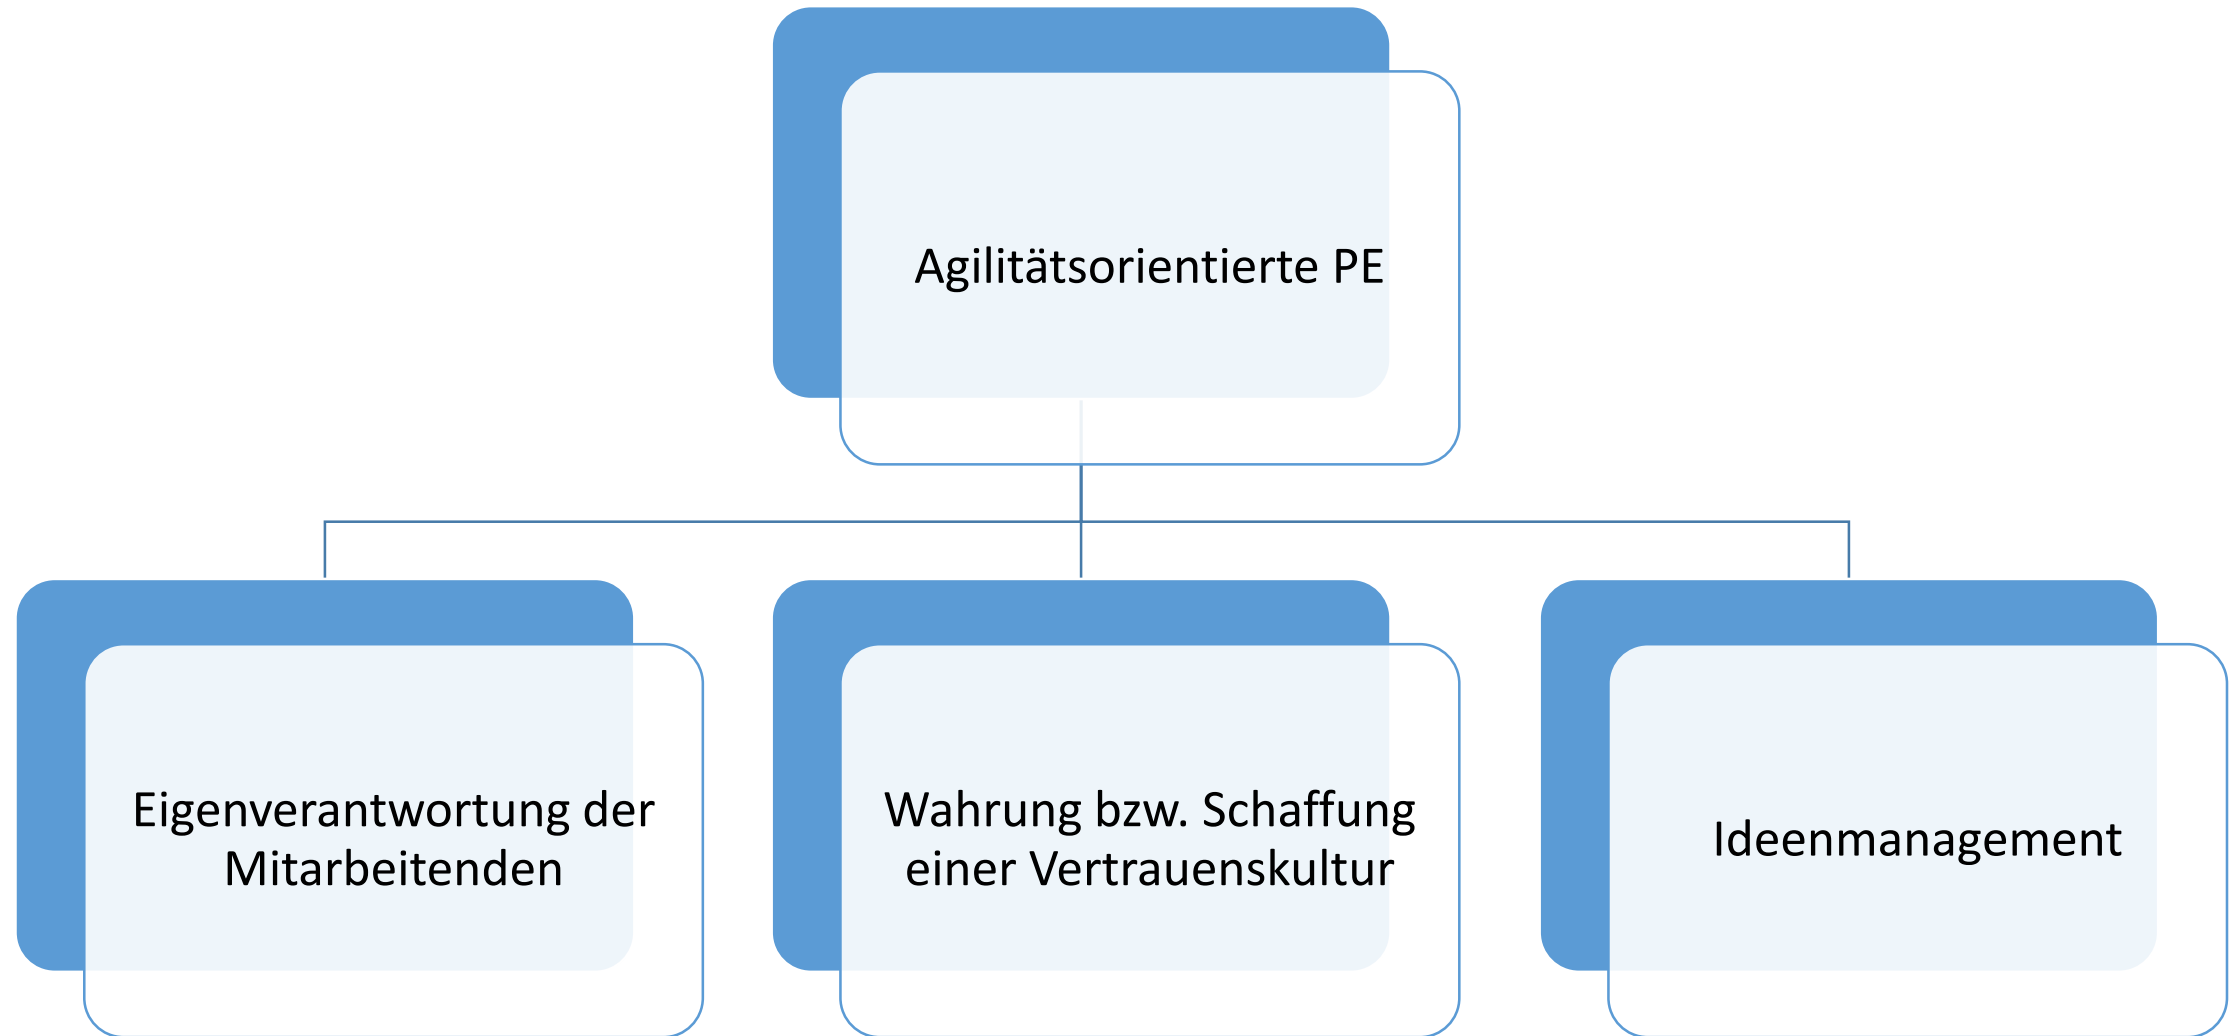 Agilitätsorientierte PE
Eigenverantwortung der
Mitarbeitenden
Wahrung bzw. Schaffung
einer Vertrauenskultur
Ideenmanagement